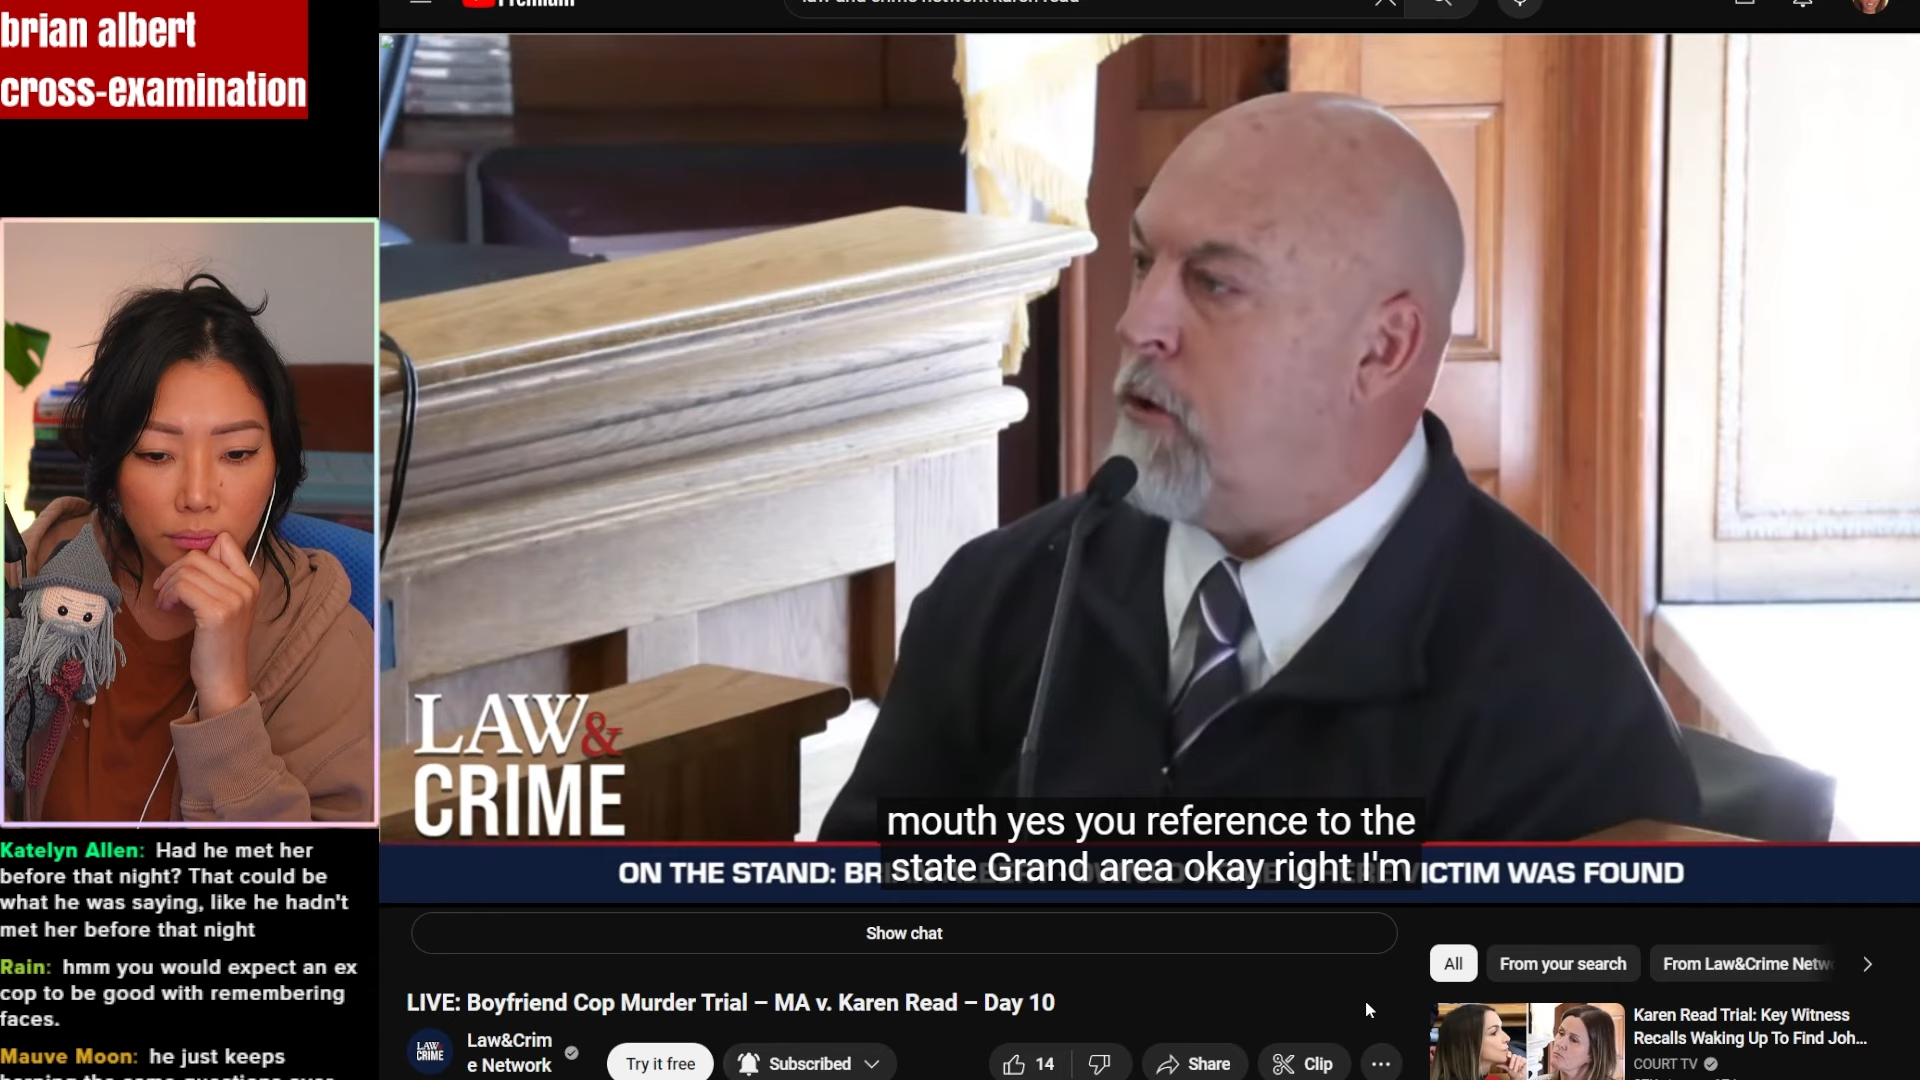 brian albert
cross-examination
Katelyn Allen: Had he met her
before that night? That could be
what he was saying, like he hadn't
met her before that night
Rain: hmm you would expect an ex
cop to be good with remembering
faces.
Mauve Moon: he just keeps
LAW&
CRIME
mouth yes you reference to the
state Grand area okay right I'm
ON THE STAND: BR VICTIM WAS FOUND
Show chat
LIVE: Boyfriend Cop Murder Trial – MA v. Karen Read – Day 10
LAW&
CRIME
Law&Crim
e Network
Try it free
Subscribed
14
Share
Clip
All
From your search
From Law&Crime Netw
Karen Read Trial: Key Witness
Recalls Waking Up To Find Joh...
COURT TV